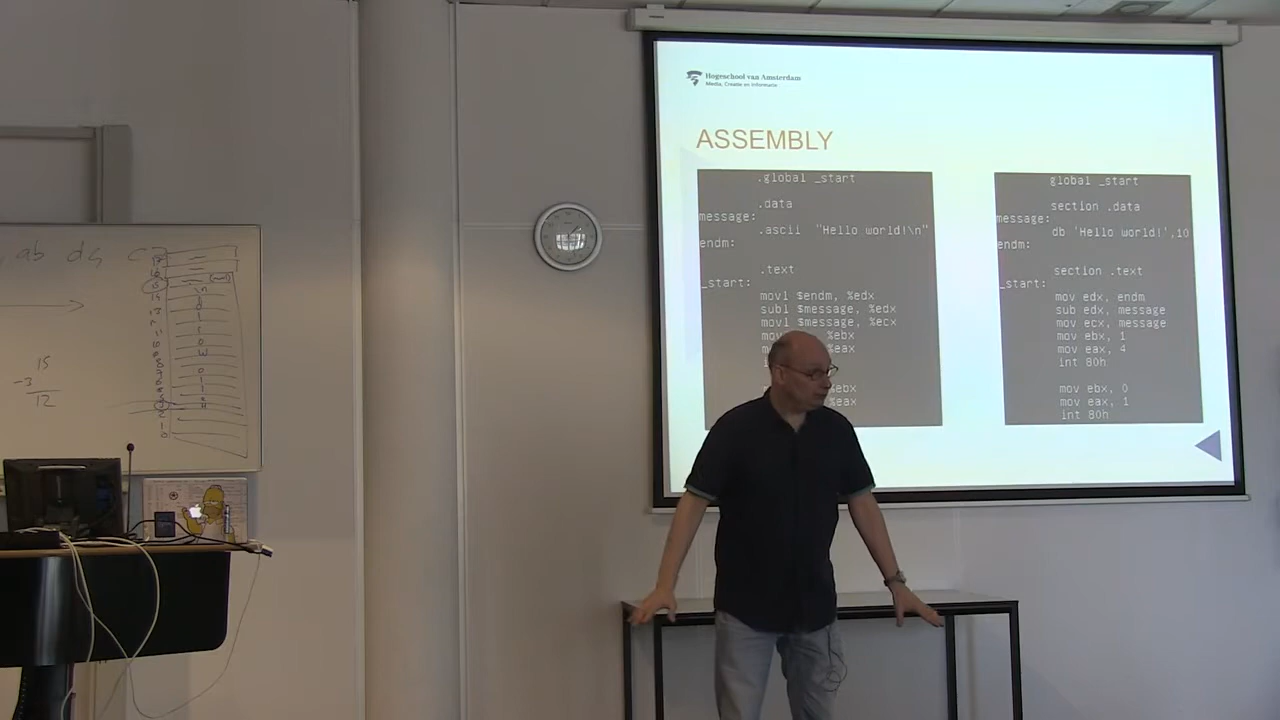 Hogeschool van Amsterdam
Media, Creatie en Informatie
ASSEMBLY
.global _start
.data
message:
.ascii "Hello world!\n"
endm:
.text
_start:
movl $endm, %edx
subl $message, %edx
movl $message, %ecx
%ebx
%eax
%ebx
%eax
global _start
section .data
message:
db 'Hello world!',10
endm:
section .text
_start:
mov edx, endm
sub edx, message
mov ecx, message
mov ebx, 1
mov eax, 4
int 80h
mov ebx, 0
mov eax, 1
int 80h
ab
15
-3
12